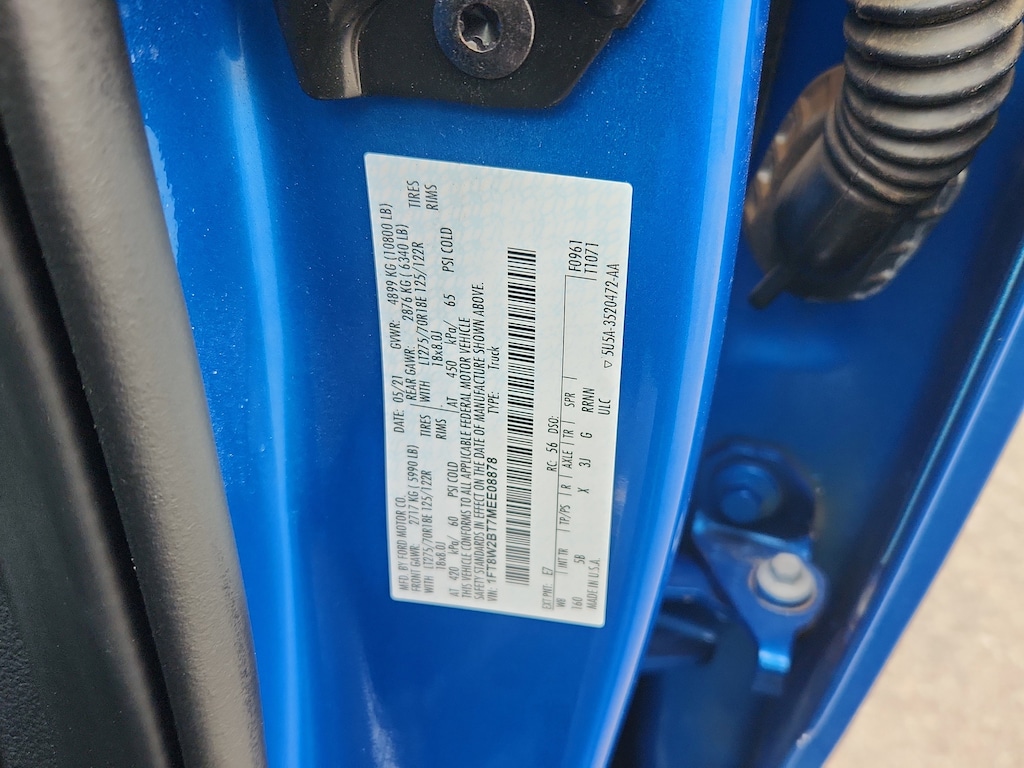 MFD. BY FORD MOTOR CO.
DATE: 05/21 GVWR: 4899 KG (10800 LB)
FRONT GAWR: 2717 KG ( 5990 LB) REAR GAWR: 2876 KG ( 6340 LB)
WITH LT275/70R18E 125/122R TIRES WITH LT275/70R18E 125/122R TIRES
18x8.0J RIMS 18x8.0J RIMS
AT 420 kPa/ 60 PSI COLD AT 450 kPa/ 65 PSI COLD
THIS VEHICLE CONFORMS TO ALL APPLICABLE FEDERAL MOTOR VEHICLE
SAFETY STANDARDS IN EFFECT ON THE DATE OF MANUFACTURE SHOWN ABOVE.
VIN: 1FT8W2BT7MEE08878 TYPE: Truck
EXT PNT: E7 RC: 56 DSO: F0961
WB INT TR TP/PS R AXLE TR SPR T1071
160 5B X 3J G RRNN
MADE IN U.S.A. ULC ▽ 5U5A-3520472-AA